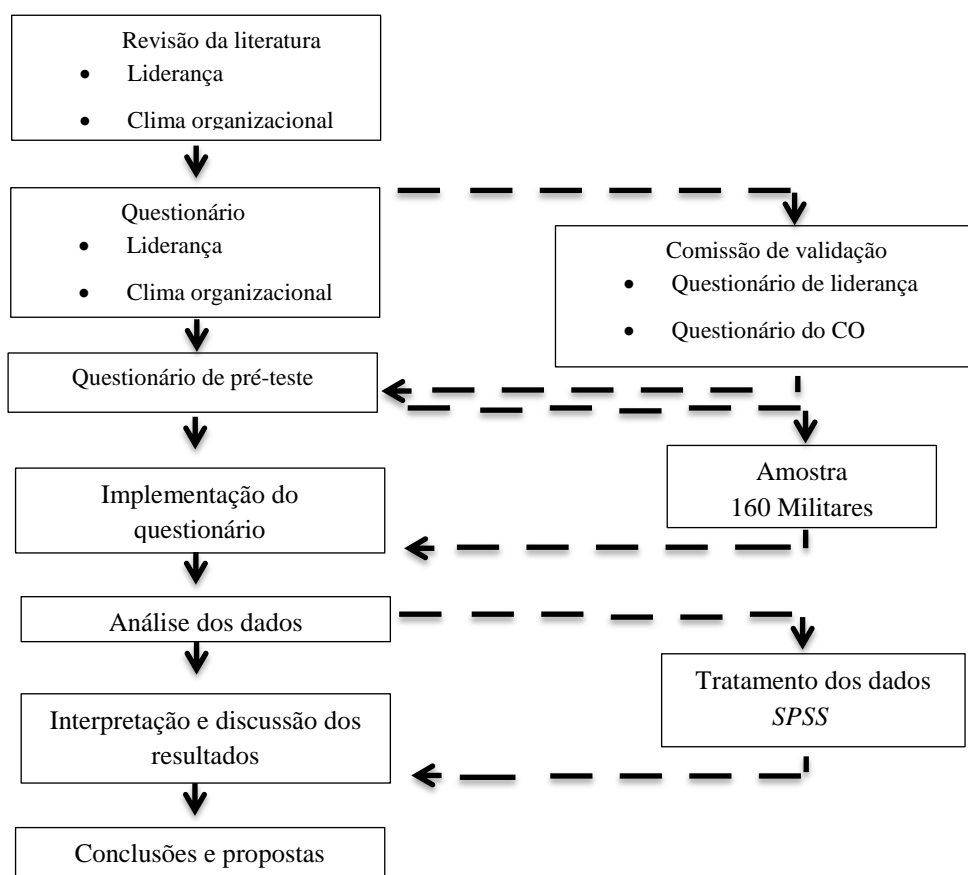 Revisão da literatura
• Liderança
• Clima organizacional
Questionário
• Liderança
• Clima organizacional
Comissão de validação
• Questionário de liderança
• Questionário do CO
Questionário de pré-teste
Amostra
160 Militares
Implementação do
questionário
Análise dos dados
Tratamento dos dados
SPSS
Interpretação e discussão dos
resultados
Conclusões e propostas